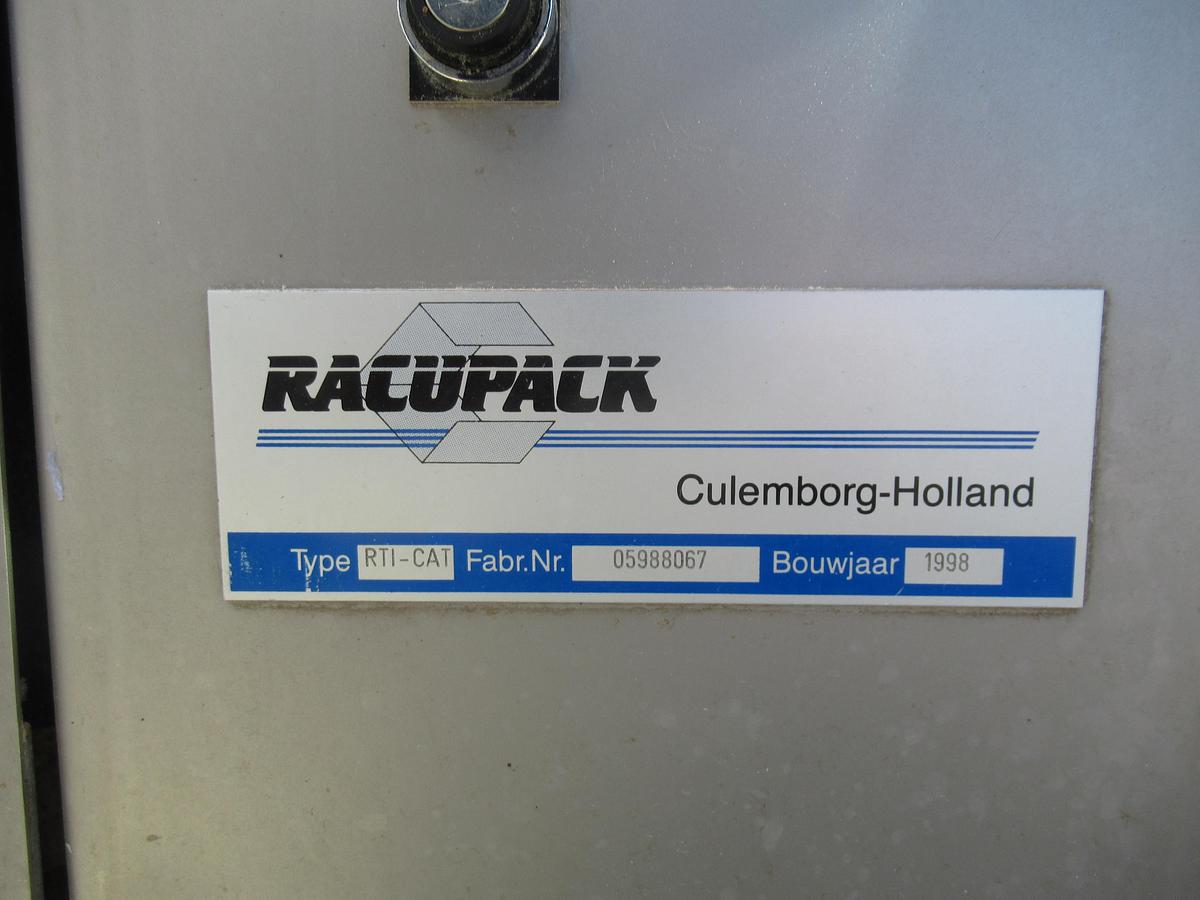 RACUPACK
Culemborg-Holland
Type RTI-CAT Fabr.Nr. 05988067 Bouwjaar 1998